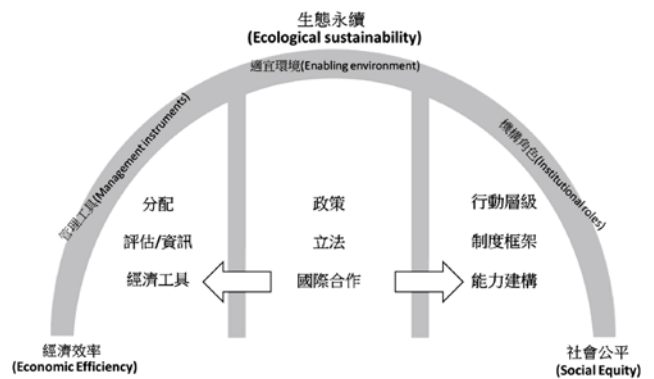 生態永續
(Ecological sustainability)
適宜環境(Enabling environment)
管理工具(Management instruments)
機構角色(Institutional roles)
分配
政策
行動層級
評估/資訊
立法
制度框架
經濟工具
國際合作
能力建構
經濟效率
(Economic Efficiency)
社會公平
(Social Equity)